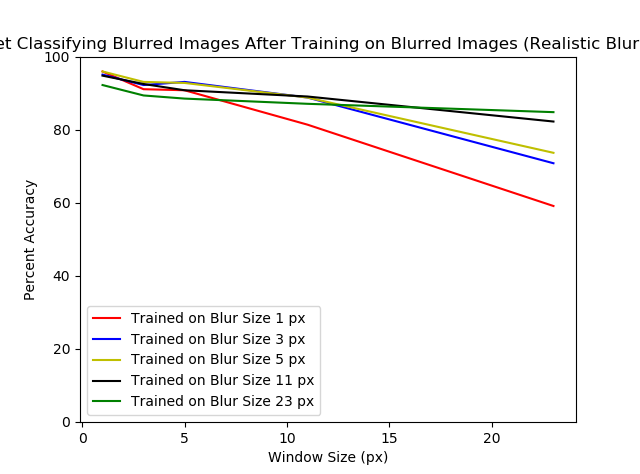 Classifying Blurred Images After Training on Blurred Images (Realistic Blur
100
80
60
40
20
0
Percent Accuracy
Trained on Blur Size 1 px
Trained on Blur Size 3 px
Trained on Blur Size 5 px
Trained on Blur Size 11 px
Trained on Blur Size 23 px
0 5 10 15 20
Window Size (px)